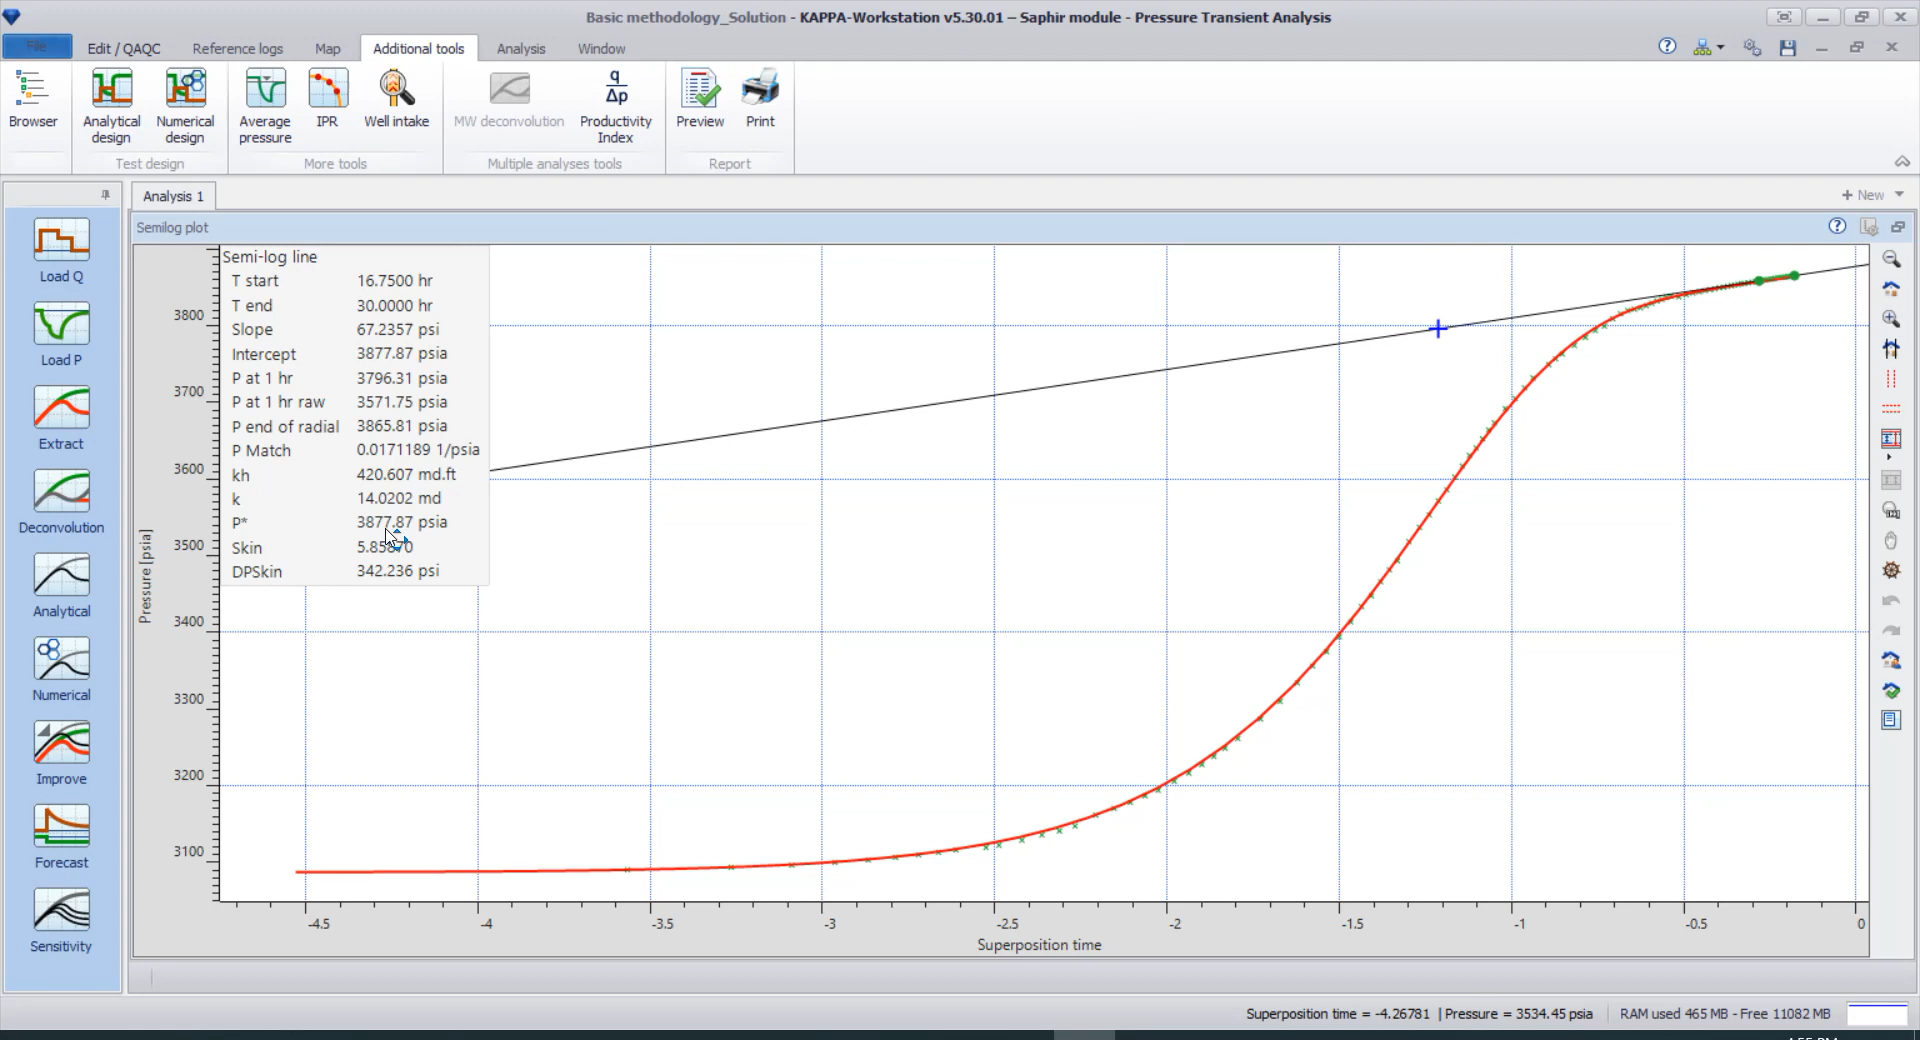 Basic methodology_Solution - KAPPA-Workstation v5.30.01 – Saphir module - Pressure Transient Analysis
File Edit / QAQC Reference logs Map Additional tools Analysis Window
Browser
Analytical design
Numerical design
Test design
Average pressure
IPR
Well intake
More tools
MW deconvolution
q
Δp
Productivity Index
Multiple analyses tools
Preview
Print
Report
Analysis 1
+ New
Semilog plot
Load Q
Load P
Extract
Deconvolution
Analytical
Numerical
Improve
Forecast
Sensitivity
Semi-log line
T start 16.7500 hr
T end 30.0000 hr
Slope 67.2357 psi
Intercept 3877.87 psia
P at 1 hr 3796.31 psia
P at 1 hr raw 3571.75 psia
P end of radial 3865.81 psia
P Match 0.0171189 1/psia
kh 420.607 md.ft
k 14.0202 md
P* 3877.87 psia
Skin
DPSkin 342.236 psi
3800
3700
3600
3500
3400
3300
3200
3100
Pressure [psia]
-4.5 -4 -3.5 -3 -2.5 -2 -1.5 -1 -0.5 0
Superposition time
Superposition time = -4.26781 | Pressure = 3534.45 psia RAM used 465 MB - Free 11082 MB